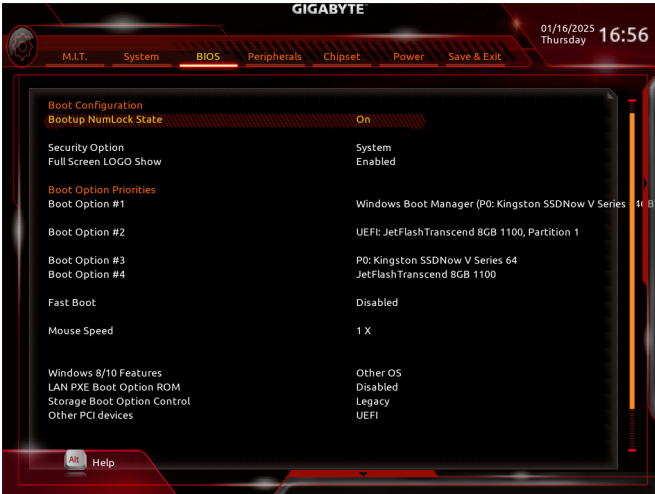 GIGABYTE™
01/16/2025 16:56
Thursday
M.I.T. System BIOS Peripherals Chipset Power Save & Exit
Boot Configuration
Bootup NumLock State On
Security Option System
Full Screen LOGO Show Enabled
Boot Option Priorities
Boot Option #1 Windows Boot Manager (P0: Kingston SSDNow V Series
Boot Option #2 UEFI: JetFlashTranscend 8GB 1100, Partition 1
Boot Option #3 P0: Kingston SSDNow V Series 64
Boot Option #4 JetFlashTranscend 8GB 1100
Fast Boot Disabled
Mouse Speed 1 X
Windows 8/10 Features Other OS
LAN PXE Boot Option ROM Disabled
Storage Boot Option Control Legacy
Other PCI devices UEFI
Alt Help